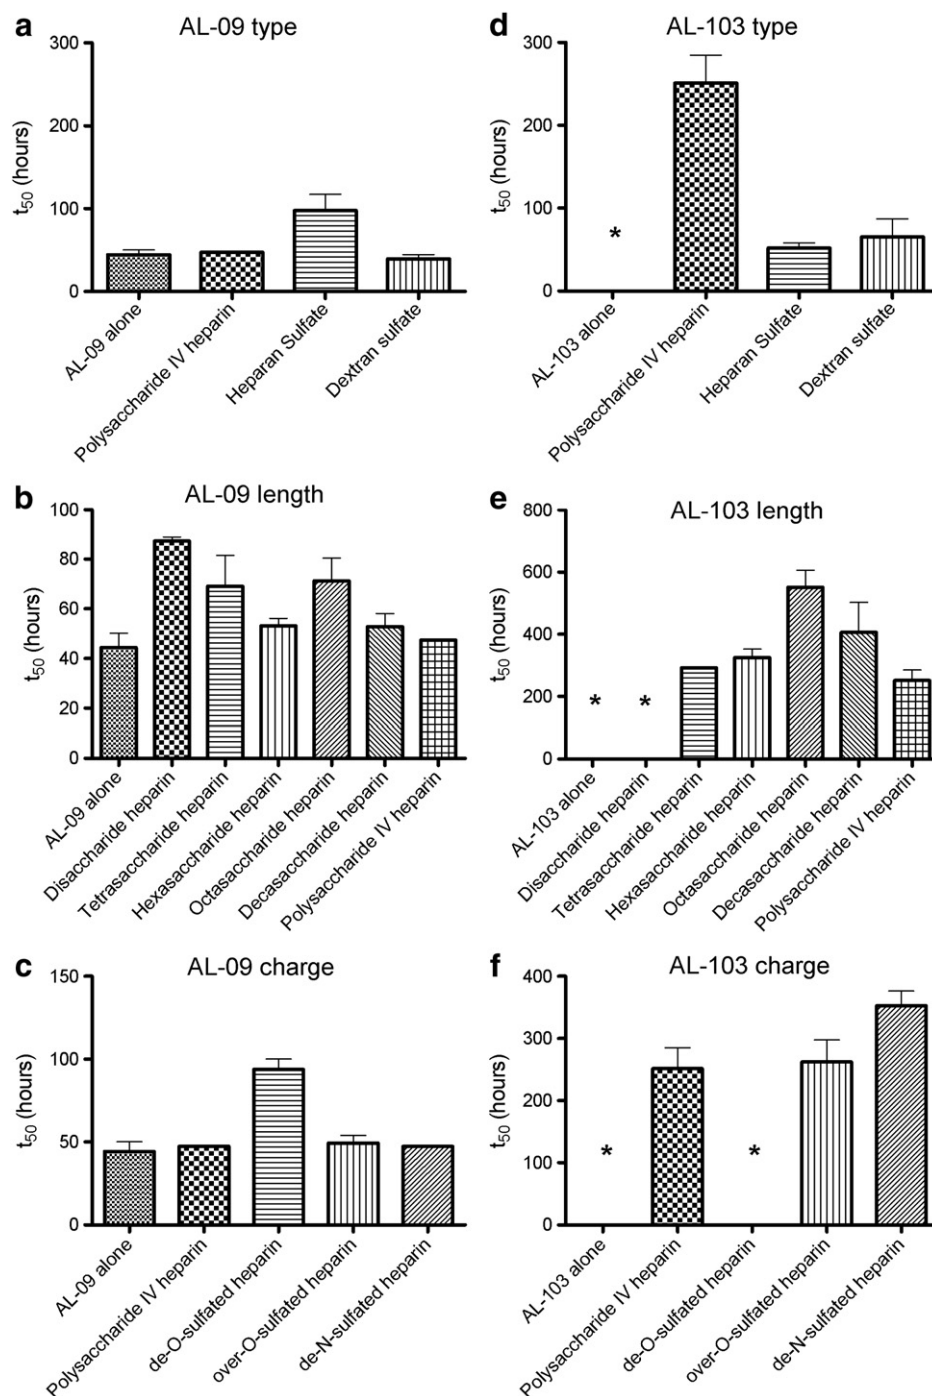 a
AL-09 type
300
200
100
0
t50 (hours)
AL-09 alone
Polysaccharide IV heparin
Heparan Sulfate
Dextran sulfate
d
AL-103 type
300
200
100
0
t50 (hours)
*
AL-103 alone
Polysaccharide IV heparin
Heparan Sulfate
Dextran sulfate
b
AL-09 length
100
80
60
40
20
0
t50 (hours)
AL-09 alone
Disaccharide heparin
Tetrasaccharide heparin
Hexasaccharide heparin
Octasaccharide heparin
Decasaccharide heparin
Polysaccharide IV heparin
e
AL-103 length
800
600
400
200
0
t50 (hours)
*
*
AL-103 alone
Disaccharide heparin
Tetrasaccharide heparin
Hexasaccharide heparin
Octasaccharide heparin
Decasaccharide heparin
Polysaccharide IV heparin
c
AL-09 charge
150
100
50
0
t50 (hours)
AL-09 alone
Polysaccharide IV heparin
de-O-sulfated heparin
over-O-sulfated heparin
de-N-sulfated heparin
f
AL-103 charge
400
300
200
100
0
t50 (hours)
*
*
AL-103 alone
Polysaccharide IV heparin
de-O-sulfated heparin
over-O-sulfated heparin
de-N-sulfated heparin